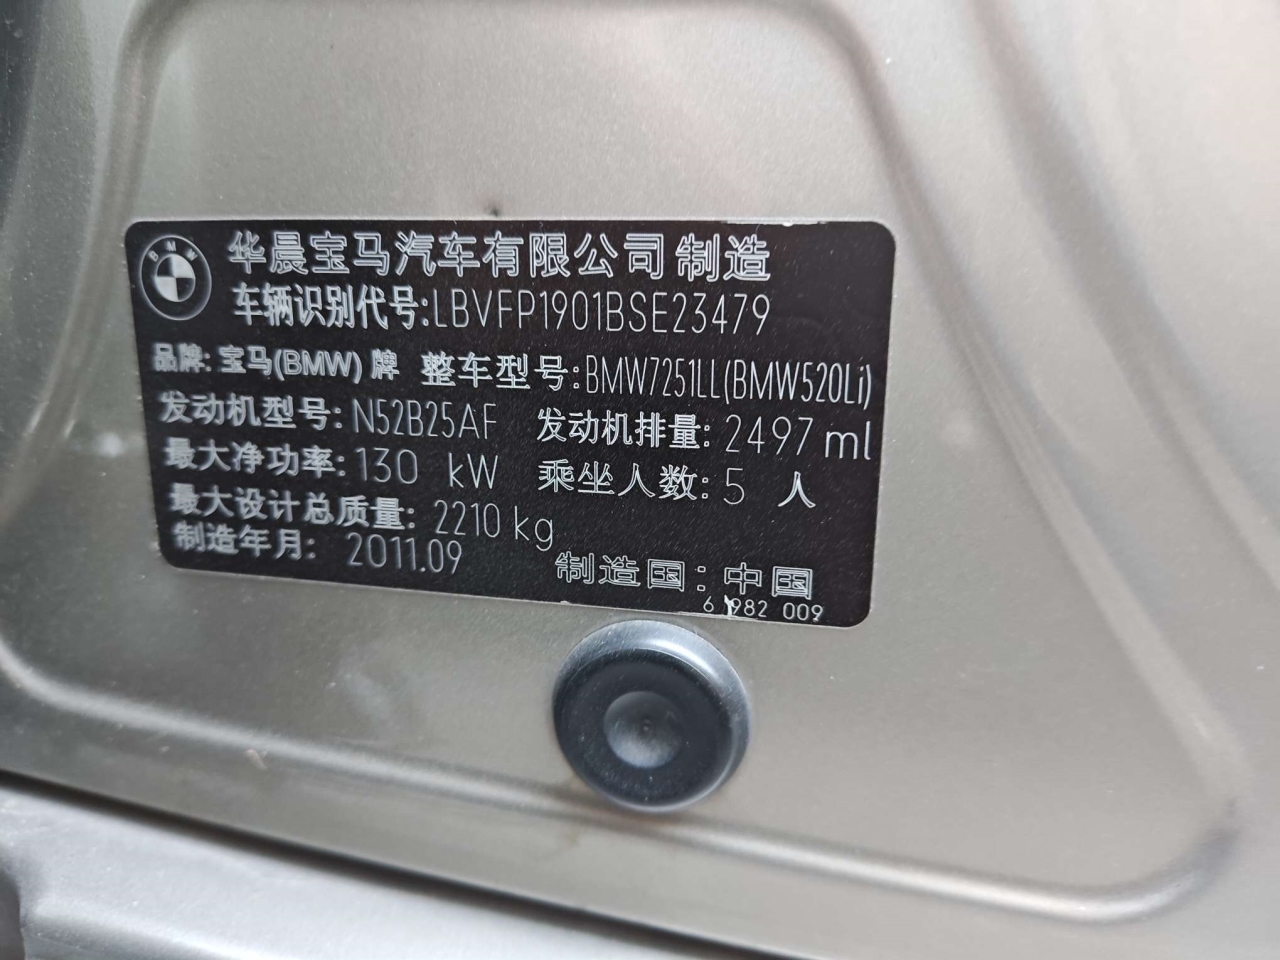 BMW
华晨宝马汽车有限公司制造
车辆识别代号:LBVFP1901BSE23479
品牌: 宝马(BMW) 牌 整车型号:BMW7251LL(BMW520Li)
发动机型号: N52B25AF 发动机排量: 2497 ml
最大净功率: 130 kW 乘坐人数: 5 人
最大设计总质量: 2210 kg
制造年月: 2011.09 制造国: 中国
009